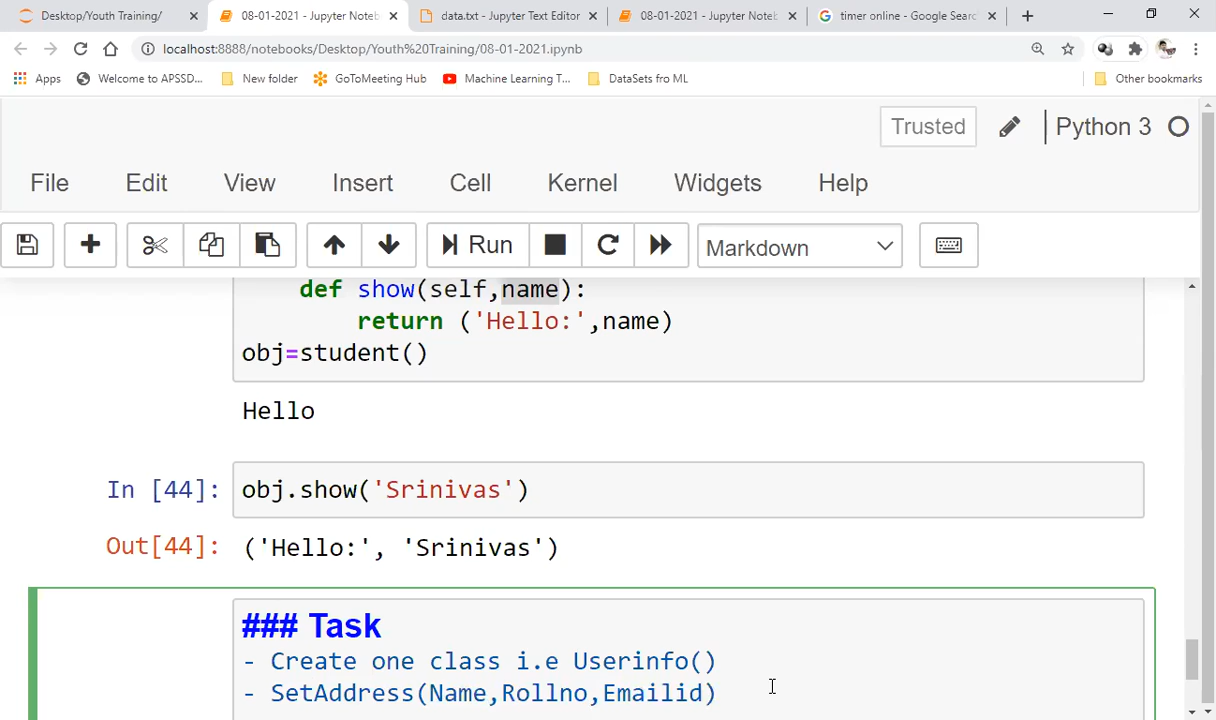 Desktop/Youth Training/
08-01-2021 - Jupyter Noteb
data.txt - Jupyter Text Editor
08-01-2021 - Jupyter Noteb
timer online - Google Searc
localhost:8888/notebooks/Desktop/Youth%20Training/08-01-2021.ipynb
Apps
Welcome to APSSD...
New folder
GoToMeeting Hub
Machine Learning T...
DataSets fro ML
Other bookmarks
Trusted
Python 3
File Edit View Insert Cell Kernel Widgets Help
Run
Markdown
def show(self,name):
return ('Hello:',name)
obj=student()
Hello
In [44]: obj.show('Srinivas')
Out[44]: ('Hello:', 'Srinivas')
### Task
- Create one class i.e Userinfo()
- SetAddress(Name,Rollno,Emailid)